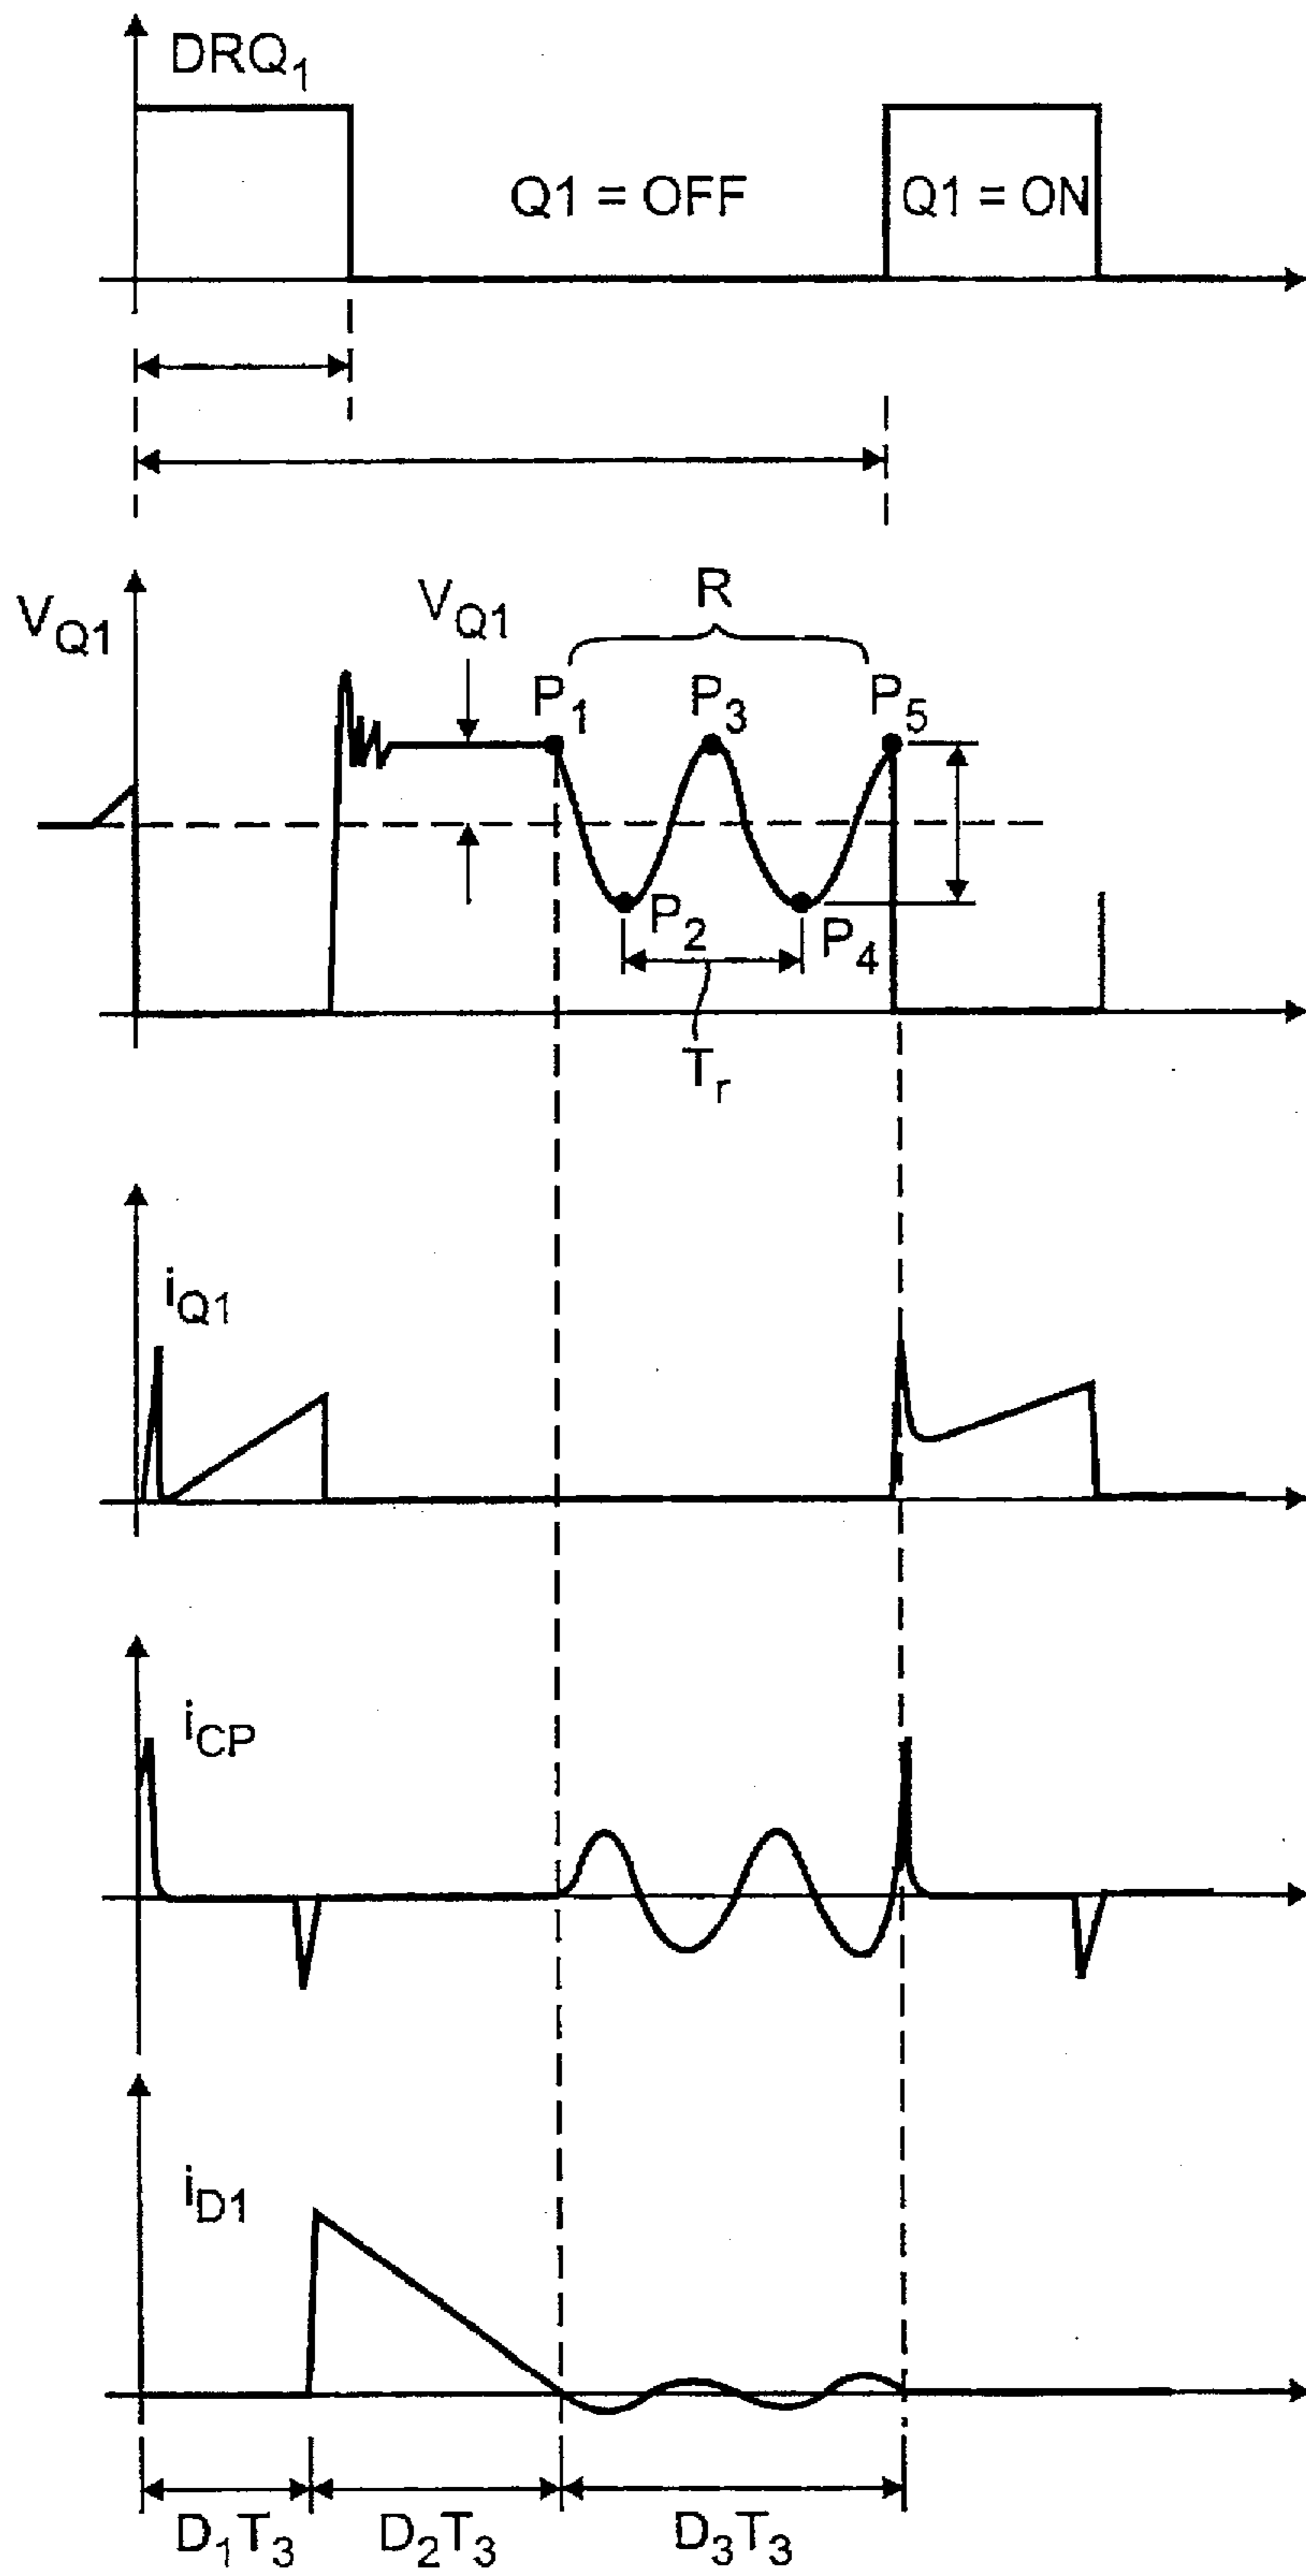 DRQ1
Q1 = OFF
Q1 = ON
VQ1
VQ1
R
P1
P3
P5
P2
P4
Tr
iQ1
iCP
iD1
D1T3
D2T3
D3T3